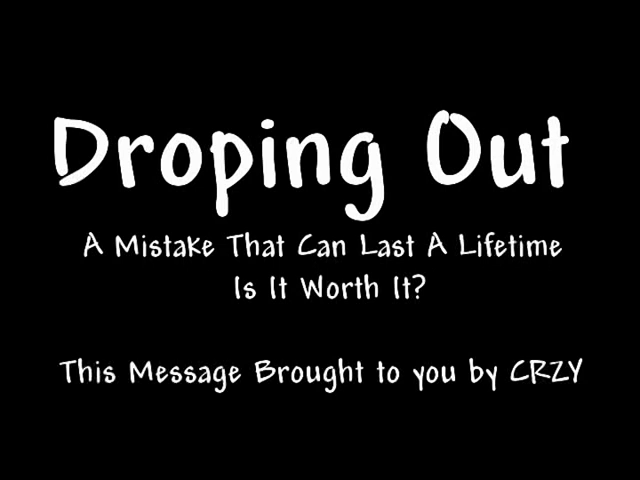 Droping Out
A Mistake That Can Last A Lifetime
Is It Worth It?
This Message Brought to you by CRZY